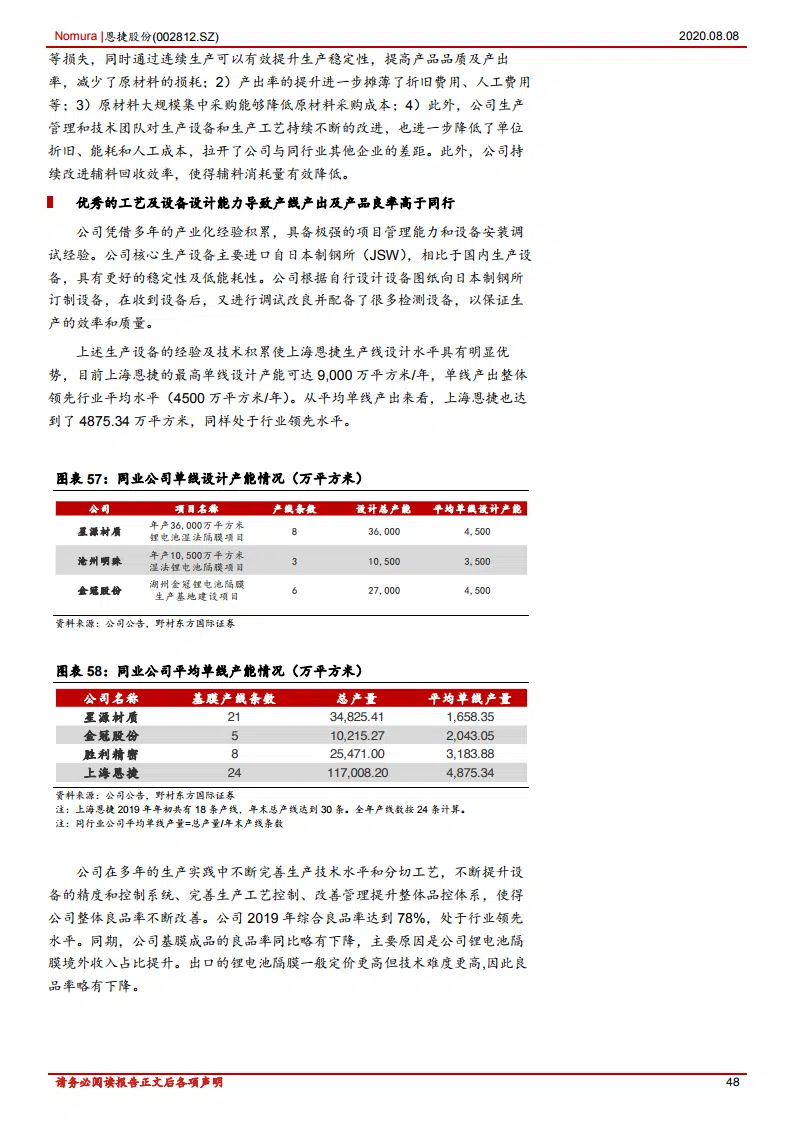 Nomura |恩捷股份(002812.SZ) 2020.08.08
等损失，同时通过连续生产可以有效提升生产稳定性，提高产品品质及产出
率，减少了原材料的损耗；2）产出率的提升进一步摊薄了折旧费用、人工费用
等；3）原材料大规模集中采购能够降低原材料采购成本；4）此外，公司生产
管理和技术团队对生产设备和生产工艺持续不断的改进，也进一步降低了单位
折旧、能耗和人工成本，拉开了公司与同行业其他企业的差距。此外，公司持
续改进辅料回收效率，使得辅料消耗量有效降低。
优秀的工艺及设备设计能力导致产线产出及产品良率高于同行
公司凭借多年的产业化经验积累，具备极强的项目管理能力和设备安装调
试经验。公司核心生产设备主要进口自日本制钢所（JSW），相比于国内生产设
备，具有更好的稳定性及低能耗性。公司根据自行设计设备图纸向日本制钢所
订制设备，在收到设备后，又进行调试改良并配备了很多检测设备，以保证生
产的效率和质量。
上述生产设备的经验及技术积累使上海恩捷生产线设计水平具有明显优
势，目前上海恩捷的最高单线设计产能可达 9,000 万平方米/年，单线产出整体
领先行业平均水平（4500 万平方米/年）。从平均单线产出来看，上海恩捷也达
到了 4875.34 万平方米，同样处于行业领先水平。
图表 57：同业公司单线设计产能情况（万平方米）
公司 项目名称 产线条数 设计总产能 平均单线设计产能
星源材质 年产36,000万平方米 8 36,000 4,500
锂电池湿法隔膜项目
沧州明珠 年产10,500万平方米 3 10,500 3,500
湿法锂电池隔膜项目
金冠股份 湖州金冠锂电池隔膜 6 27,000 4,500
生产基地建设项目
资料来源：公司公告，野村东方国际证券
图表 58：同业公司平均单线产能情况（万平方米）
公司名称 基膜产线条数 总产量 平均单线产量
星源材质 21 34,825.41 1,658.35
金冠股份 5 10,215.27 2,043.05
胜利精密 8 25,471.00 3,183.88
上海恩捷 24 117,008.20 4,875.34
资料来源：公司公告，野村东方国际证券
注：上海恩捷 2019 年年初共有 18 条产线，年末总产线达到 30 条。全年产线数按 24 条计算。
注：同行业公司平均单线产量=总产量/年末产线条数
公司在多年的生产实践中不断完善生产技术水平和分切工艺，不断提升设
备的精度和控制系统、完善生产工艺控制、改善管理提升整体品控体系，使得
公司整体良品率不断改善。公司 2019 年综合良品率达到 78%，处于行业领先
水平。同期，公司基膜成品的良品率同比略有下降，主要原因是公司锂电池隔
膜境外收入占比提升。出口的锂电池隔膜一般定价更高但技术难度更高,因此良
品率略有下降。
请务必阅读报告正文后各项声明 48